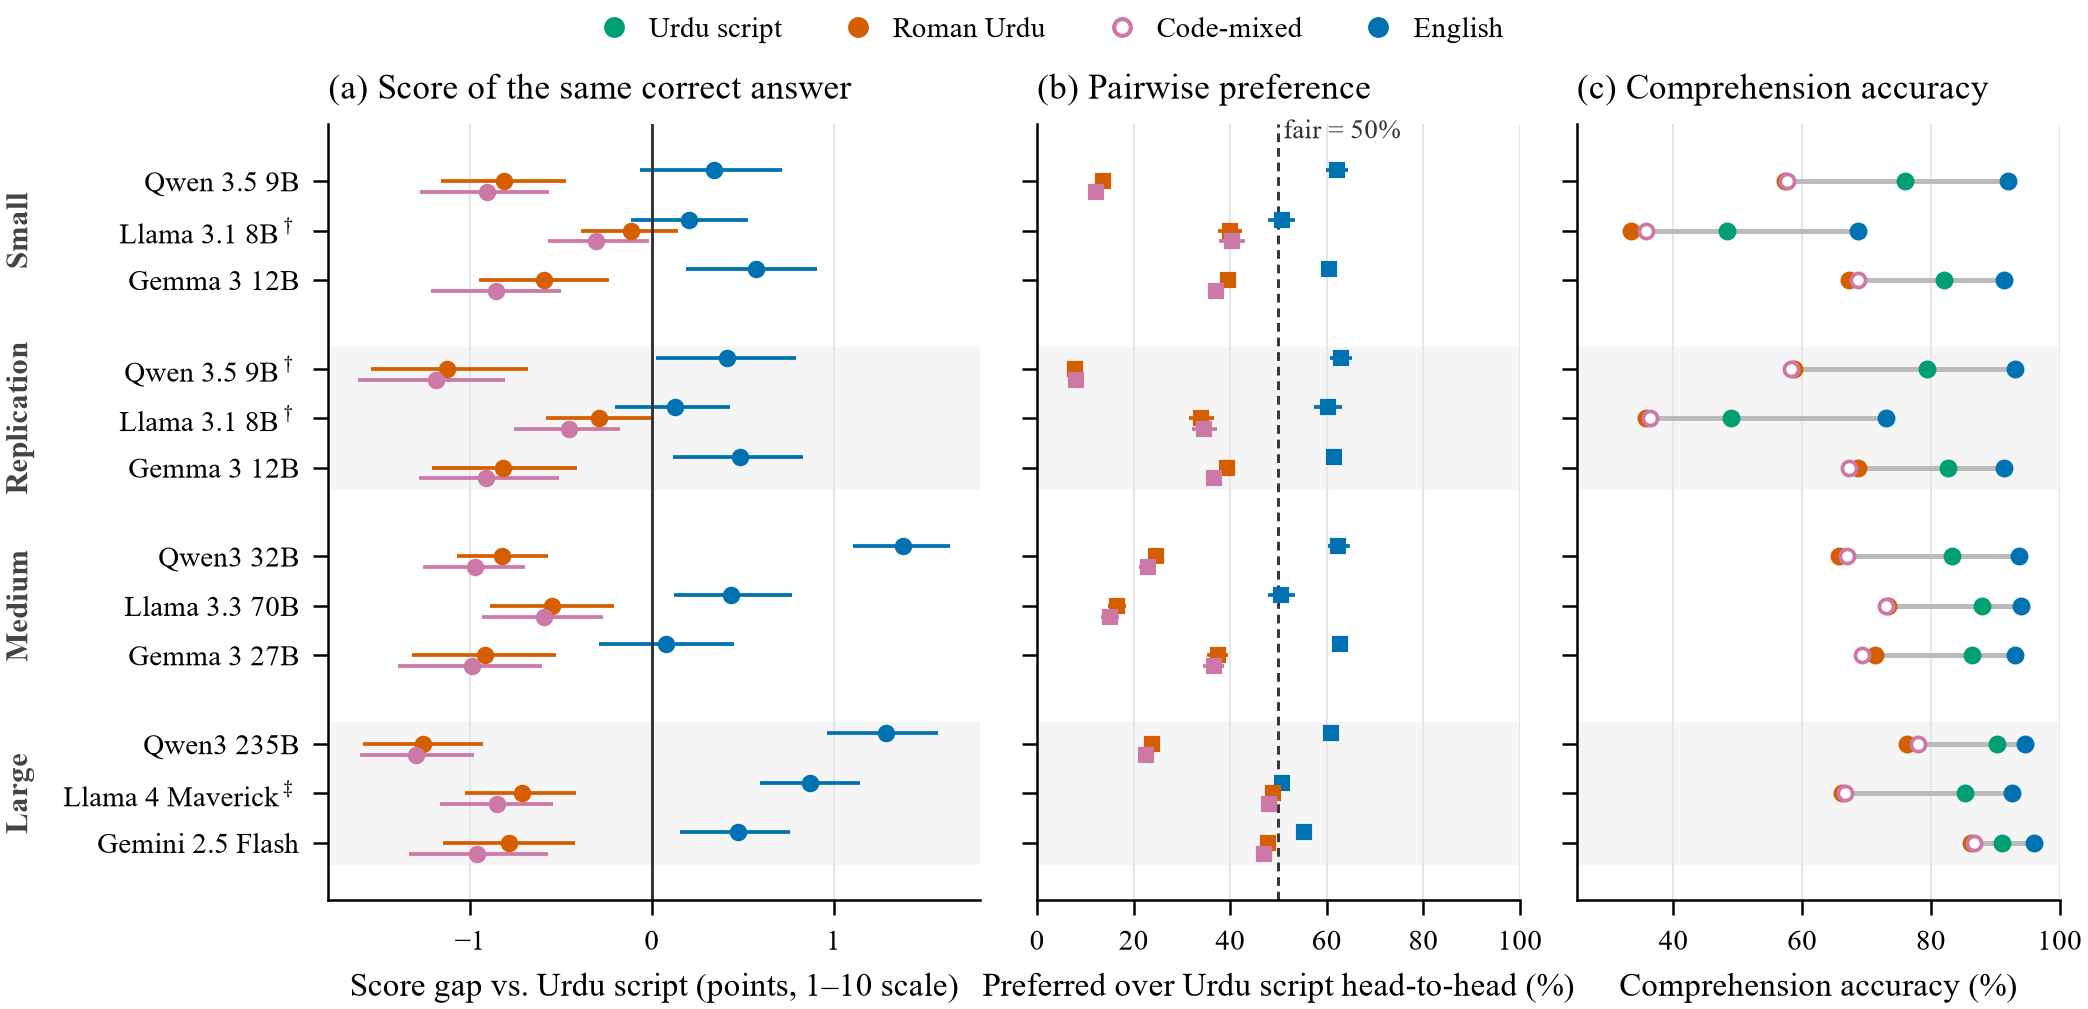 Urdu script Roman Urdu Code-mixed English
(a) Score of the same correct answer
(b) Pairwise preference
(c) Comprehension accuracy
fair = 50%
Small
Qwen 3.5 9B
Llama 3.1 8B†
Gemma 3 12B
Replication
Qwen 3.5 9B†
Llama 3.1 8B†
Gemma 3 12B
Medium
Qwen3 32B
Llama 3.3 70B
Gemma 3 27B
Large
Qwen3 235B
Llama 4 Maverick‡
Gemini 2.5 Flash
−1 0 1
Score gap vs. Urdu script (points, 1–10 scale)
0 20 40 60 80 100
Preferred over Urdu script head-to-head (%)
40 60 80 100
Comprehension accuracy (%)